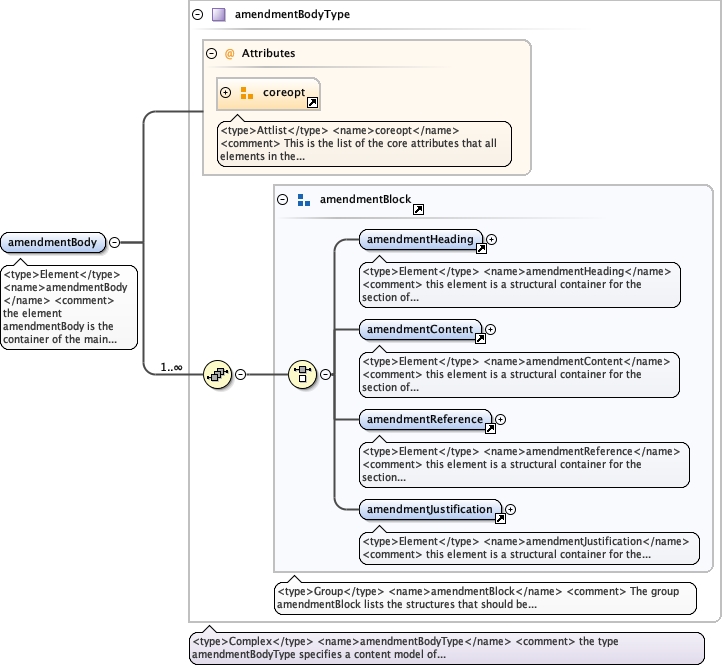 amendmentBodyType
@ Attributes
coreopt
<type>Attlist</type> <name>coreopt</name>
<comment> This is the list of the core attributes that all
elements in the...
amendmentBlock
amendmentBody
<type>Element</type>
<name>amendmentBody
</name> <comment>
the element
amendmentBody is the
container of the main...
1..∞
amendmentHeading
<type>Element</type> <name>amendmentHeading</name>
<comment> this element is a structural container for the
section of...
amendmentContent
<type>Element</type> <name>amendmentContent</name>
<comment> this element is a structural container for the
section of...
amendmentReference
<type>Element</type> <name>amendmentReference</name>
<comment> this element is a structural container for the
section...
amendmentJustification
<type>Element</type> <name>amendmentJustification</name>
<comment> this element is a structural container for the...
<type>Group</type> <name>amendmentBlock</name> <comment> The group
amendmentBlock lists the structures that should be...
<type>Complex</type> <name>amendmentBodyType</name> <comment> the type
amendmentBodyType specifies a content model of...